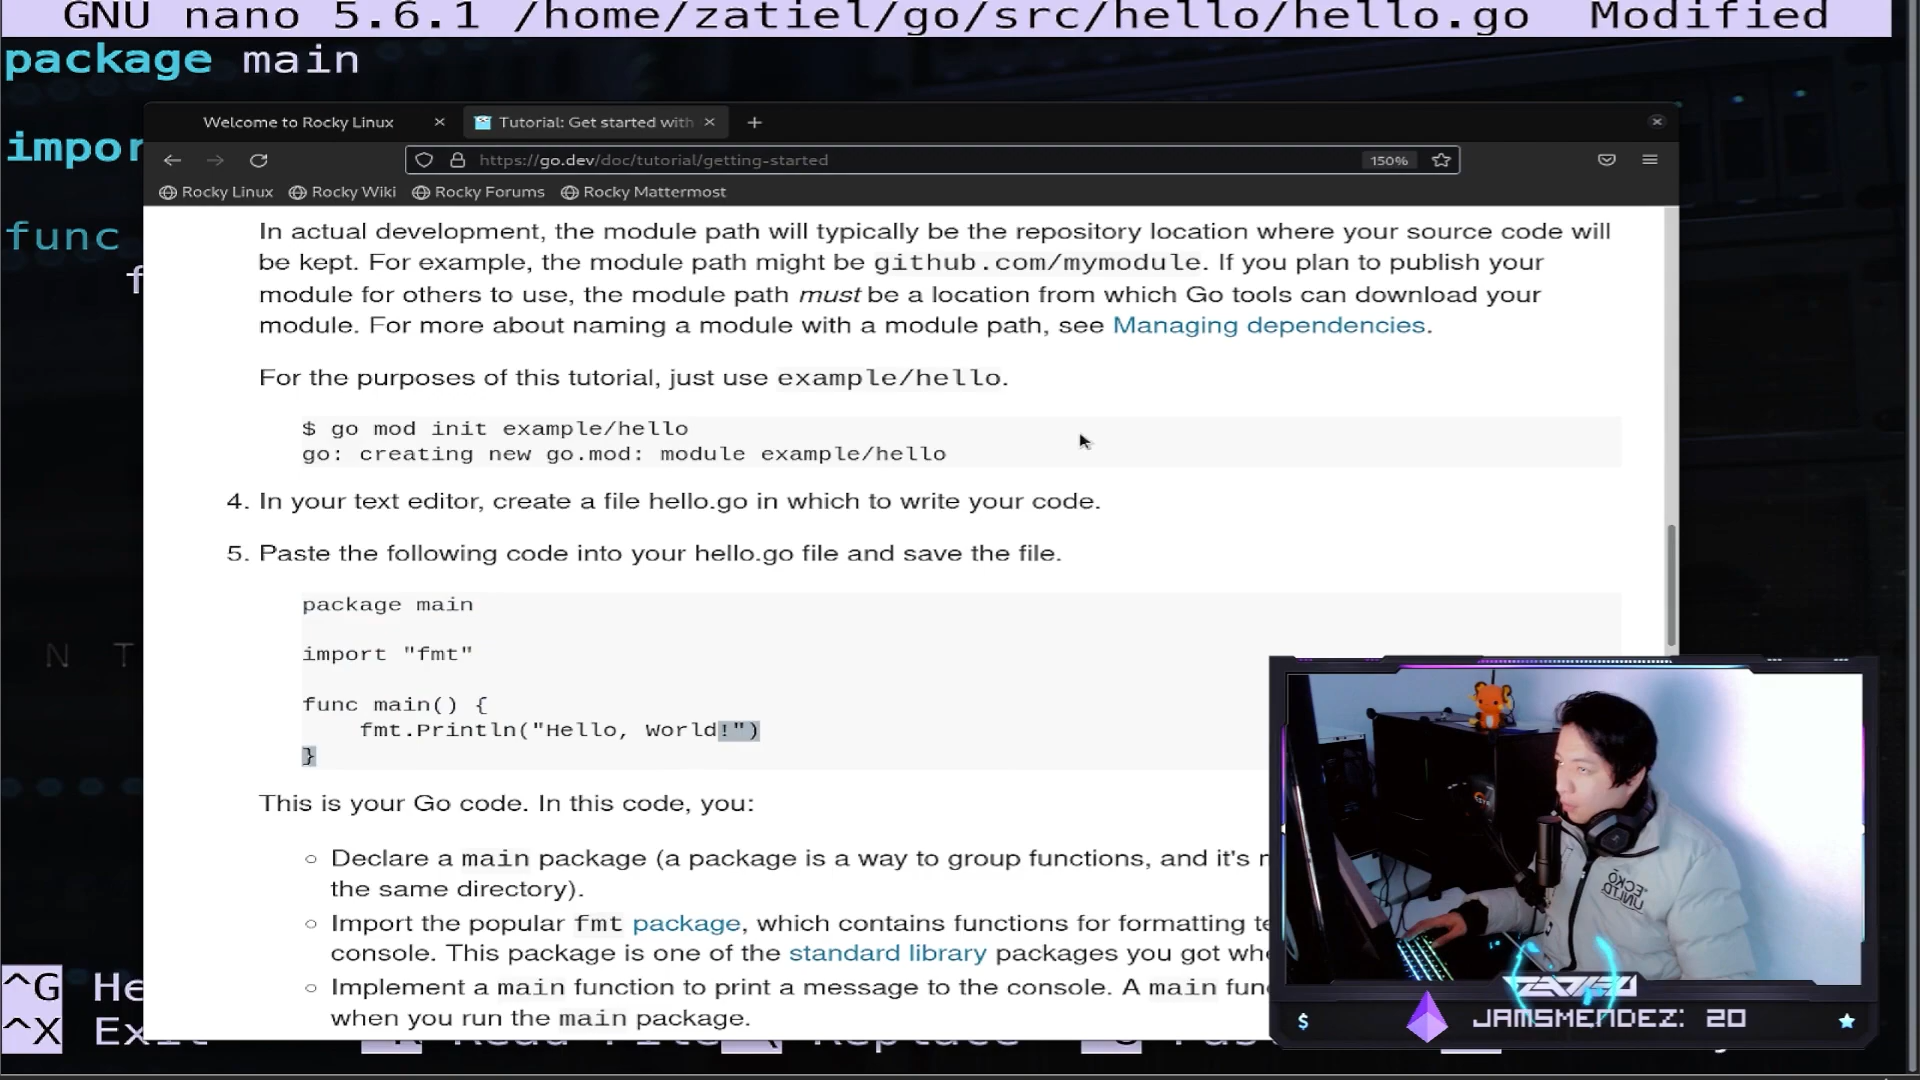 GNU nano 5.6.1 /home/zatiel/go/src/hello/hello.go Modified
package main
Welcome to Rocky Linux
Tutorial: Get started with
impor
https://go.dev/doc/tutorial/getting-started
150%
Rocky Linux Rocky Wiki Rocky Forums Rocky Mattermost
func
f
In actual development, the module path will typically be the repository location where your source code will
be kept. For example, the module path might be github.com/mymodule. If you plan to publish your
module for others to use, the module path must be a location from which Go tools can download your
module. For more about naming a module with a module path, see Managing dependencies.
For the purposes of this tutorial, just use example/hello.
$ go mod init example/hello
go: creating new go.mod: module example/hello
4. In your text editor, create a file hello.go in which to write your code.
5. Paste the following code into your hello.go file and save the file.
package main
N T
import "fmt"
func main() {
fmt.Println("Hello, World!")
}
This is your Go code. In this code, you:
Declare a main package (a package is a way to group functions, and it's
the same directory).
Import the popular fmt package, which contains functions for formatting
console. This package is one of the standard library packages you got
Implement a main function to print a message to the console. A main
when you run the main package.
^G He
^X Exit Read File Replace
ECKŌ
UNLTD
$ JAMSMENDEZ: 20